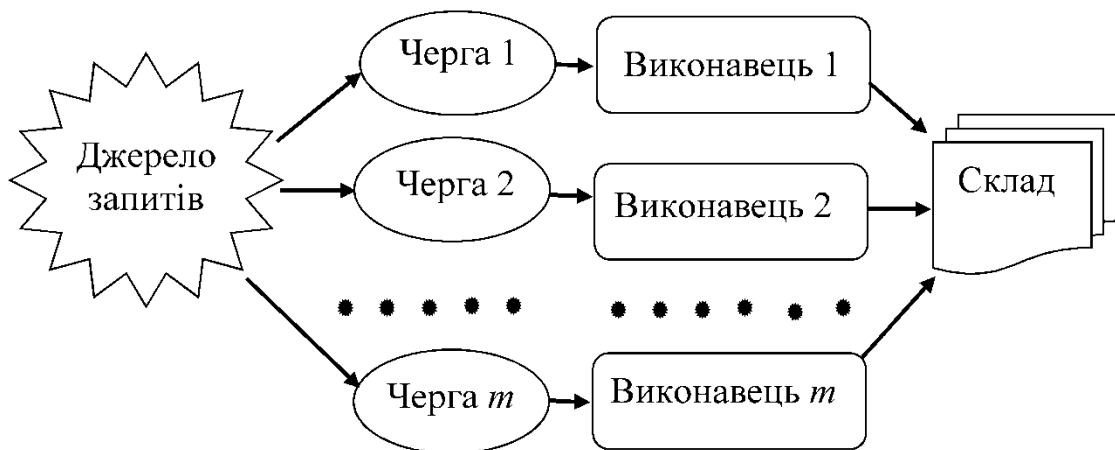 Черга 1
Виконавець 1
Джерело
запитів
Черга 2
Виконавець 2
Склад
Черга m
Виконавець m